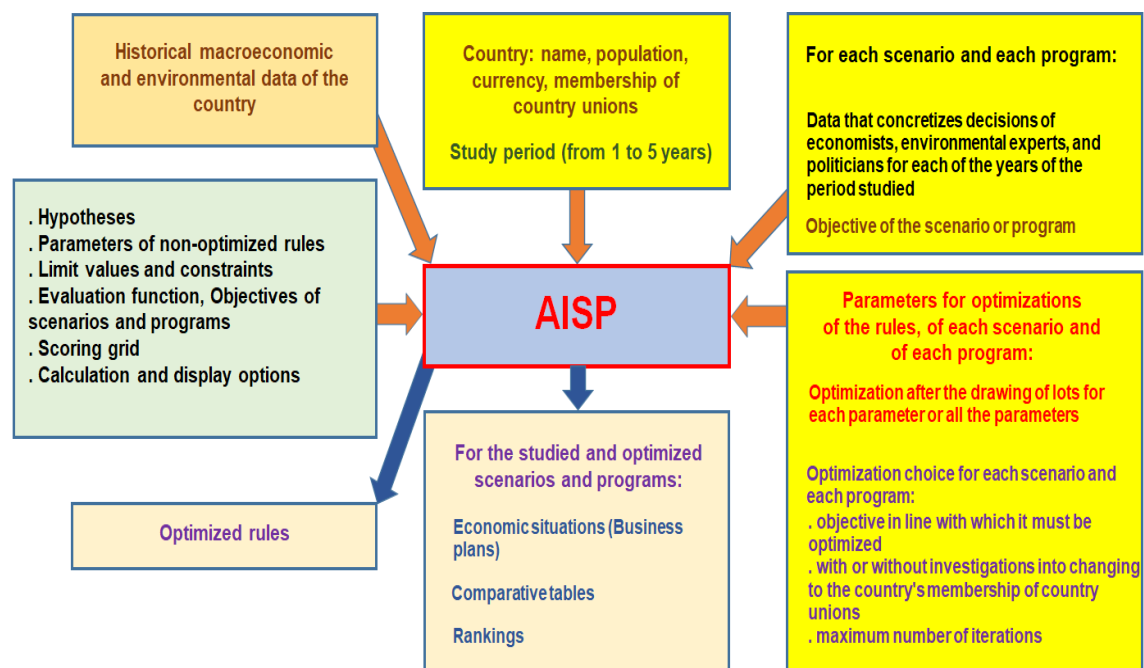 Historical macroeconomic
and environmental data of the
country
Country: name, population,
currency, membership of
country unions
Study period (from 1 to 5 years)
For each scenario and each program:
Data that concretizes decisions of
economists, environmental experts, and
politicians for each of the years of the
period studied
Objective of the scenario or program
. Hypotheses
. Parameters of non-optimized rules
. Limit values and constraints
. Evaluation function, Objectives of
scenarios and programs
. Scoring grid
. Calculation and display options
AISP
Parameters for optimizations
of the rules, of each scenario and
of each program:
Optimization after the drawing of lots for
each parameter or all the parameters
Optimization choice for each scenario and
each program:
. objective in line with which it must be
optimized
. with or without investigations into changing
to the country's membership of country
unions
. maximum number of iterations
Optimized rules
For the studied and optimized
scenarios and programs:
Economic situations (Business
plans)
Comparative tables
Rankings